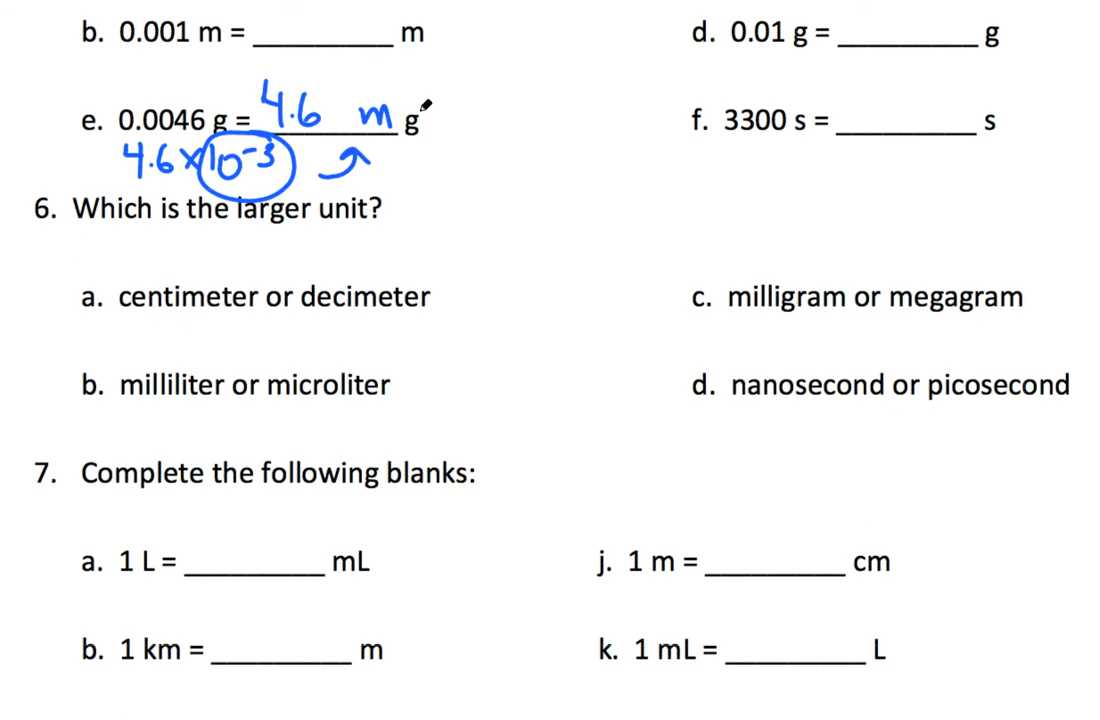 b. 0.001 m = _________ m d. 0.01 g = _________ g
e. 0.0046 g = 4.6 m g f. 3300 s = _________ s
4.6 x 10⁻³
6. Which is the larger unit?
a. centimeter or decimeter c. milligram or megagram
b. milliliter or microliter d. nanosecond or picosecond
7. Complete the following blanks:
a. 1 L = _________ mL j. 1 m = _________ cm
b. 1 km = _________ m k. 1 mL = _________ L